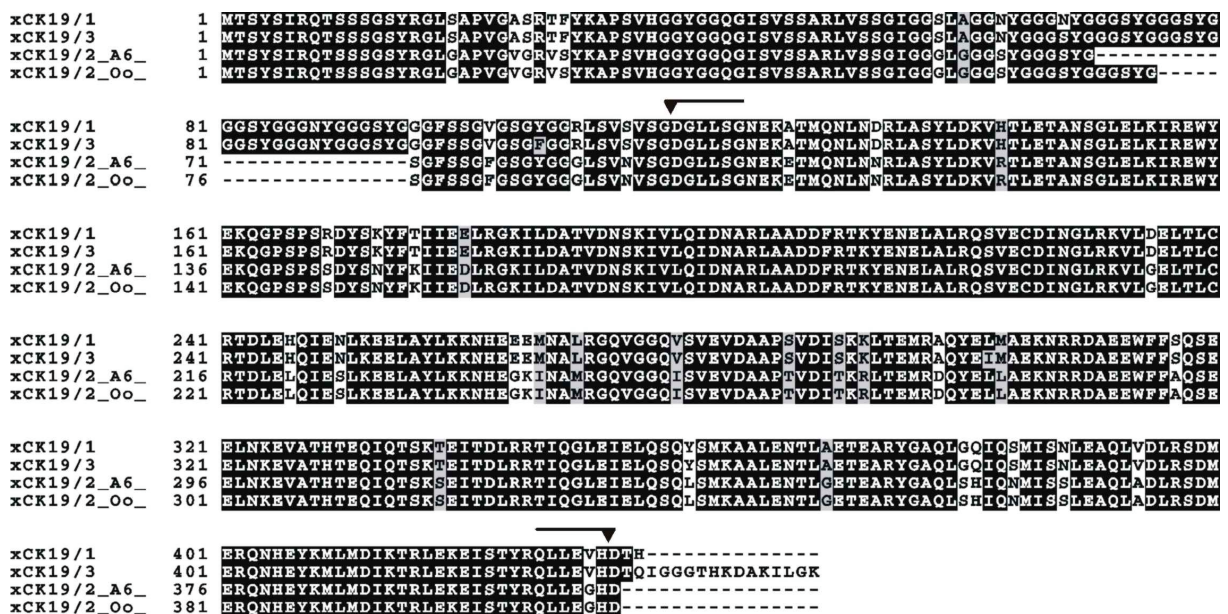 xCK19/1 1 MTSYSIRQTSSSGSYRGLSAPVGASRTFYKAPSVHGGYGGQGISVSSARLVSSGIGGSLAGGNYGGGNYGGGSYGGGSYG
xCK19/3 1 MTSYSIRQTSSSGSYRGLSAPVGASRTFYKAPSVHGGYGGQGISVSSARLVSSGIGGSLAGGNYGGGSYGGGSYGGGSYG
xCK19/2_A6_ 1 MTSYSIRQTSSSGSYRGLGAPVGVGRVSYKAPSVHGGYGGQGISVSSARLVSSGIGGGLGGGSYGGGSYG----------
xCK19/2_Oo_ 1 MTSYSIRQTSSSGSYRGLGAPVGVGRVSYKAPSVHGGYGGQGISVSSARLVSSGIGGGLGGGSYGGGSYGGGSYG-----
xCK19/1 81 GGSYGGGNYGGGSYGGGFSSGVGSGYGGRLSVSVSGDGLLSGNEKATMQNLNDRLASYLDKVHTLETANSGLELKIREWY
xCK19/3 81 GGSYGGGNYGGGSYGGGFSSGVGSGFGGRLSVSVSGDGLLSGNEKATMQNLNDRLASYLDKVHTLETANSGLELKIREWY
xCK19/2_A6_ 71 ---------------SGFSSGFGSGYGGGLSVNVSGDGLLSGNEKETMQNLNNRLASYLDKVRTLETANSGLELKIREWY
xCK19/2_Oo_ 76 ---------------SGFSSGFGSGYGGGLSVNVSGDGLLSGNEKETMQNLNNRLASYLDKVRTLETANSGLELKIREWY
xCK19/1 161 EKQGPSPSRDYSKYFTIIEELRGKILDATVDNSKIVLQIDNARLAADDFRTKYENELALRQSVECDINGLRKVLDELTLC
xCK19/3 161 EKQGPSPSRDYSKYFTIIEELRGKILDATVDNSKIVLQIDNARLAADDFRTKYENELALRQSVECDINGLRKVLDELTLC
xCK19/2_A6_ 136 EKQGPSPSSDYSNYFKIIEDLRGKILDATVDNSKIVLQIDNARLAADDFRTKYENELALRQSVECDINGLRKVLGELTLC
xCK19/2_Oo_ 141 EKQGPSPSSDYSNYFKIIEDLRGKILDATVDNSKIVLQIDNARLAADDFRTKYENELALRQSVECDINGLRKVLGELTLC
xCK19/1 241 RTDLEHQIENLKEELAYLKKNHEEEMNALRGQVGGQVSVEVDAAPSVDISKKLTEMRAQYELMAEKNRRDAEEWFFSQSE
xCK19/3 241 RTDLEHQIENLKEELAYLKKNHEEEMNALRGQVGGQVSVEVDAAPSVDISKKLTEMRAQYEIMAEKNRRDAEEWFFSQSE
xCK19/2_A6_ 216 RTDLELQIESLKEELAYLKKNHEGKINAMRGQVGGQISVEVDAAPTVDITKRLTEMRDQYELLAEKNRRDAEEWFFAQSE
xCK19/2_Oo_ 221 RTDLELQIESLKEELAYLKKNHEGKINAMRGQVGGQISVEVDAAPTVDITKRLTEMRDQYELLAEKNRRDAEEWFFAQSE
xCK19/1 321 ELNKEVATHTEQIQTSKTEITDLRRTIQGLEIELQSQYSMKAALENTLAETEARYGAQLGQIQSMISNLEAQLVDLRSDM
xCK19/3 321 ELNKEVATHTEQIQTSKTEITDLRRTIQGLEIELQSQYSMKAALENTLAETEARYGAQLGQIQSMISNLEAQLVDLRSDM
xCK19/2_A6_ 296 ELNKEVATHTEQIQTSKSEITDLRRTIQGLEIELQSQLSMKAALENTLGETEARYGAQLSHIQNMISSLEAQLADLRSDM
xCK19/2_Oo_ 301 ELNKEVATHTEQIQTSKSEITDLRRTIQGLEIELQSQLSMKAALENTLGETEARYGAQLSHIQNMISSLEAQLADLRSDM
xCK19/1 401 ERQNHEYKMLMDIKTRLEKEISTYRQLLEVHDTH--------------
xCK19/3 401 ERQNHEYKMLMDIKTRLEKEISTYRQLLEVHDTQIGGGTHKDAKILGK
xCK19/2_A6_ 376 ERQNHEYKMLMDIKTRLEKEISTYRQLLEGHD----------------
xCK19/2_Oo_ 381 ERQNHEYKMLMDIKTRLEKEISTYRQLLEGHD----------------